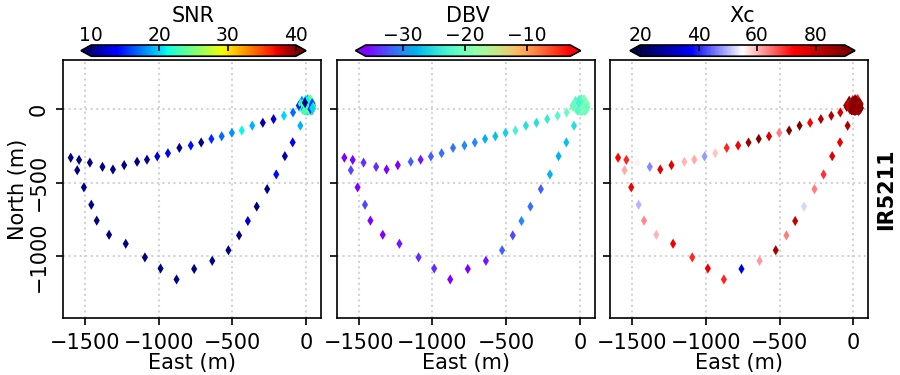 SNR DBV Xc
10 20 30 40 −30 −20 −10 20 40 60 80
0
−500
−1000
North (m)
IR5211
−1500 −1000 −500 0 −1500 −1000 −500 0 −1500 −1000 −500 0
East (m) East (m) East (m)